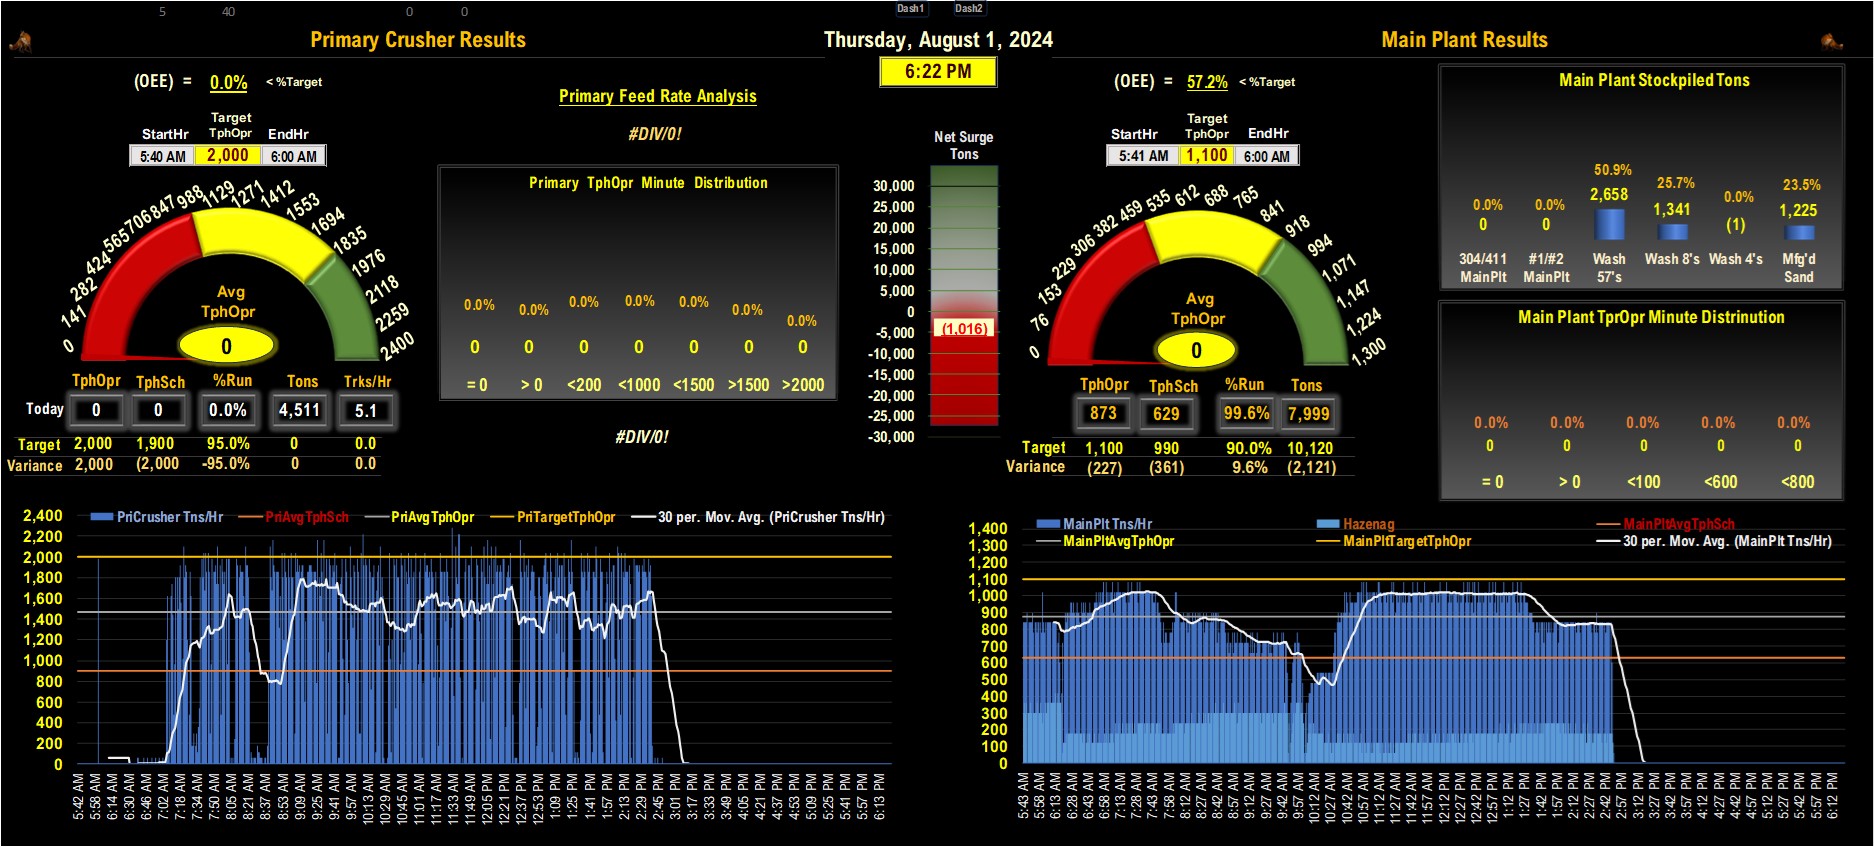 5 40 0 0 Dash1 Dash2
Primary Crusher Results
Thursday, August 1, 2024
Main Plant Results
6:22 PM
(OEE) = 0.0% < %Target
Target
StartHr TphOpr EndHr
5:40 AM 2,000 6:00 AM
0 141 282 424 565 706 847 988 1129 1271 1412 1553 1694 1835 1976 2118 2259 2400
Avg
TphOpr
0
TphOpr TphSch %Run Tons Trks/Hr
Today 0 0 0.0% 4,511 5.1
Target 2,000 1,900 95.0% 0 0.0
Variance 2,000 (2,000 -95.0% 0 0.0
Primary Feed Rate Analysis
#DIV/0!
Primary TphOpr Minute Distribution
0.0% 0.0% 0.0% 0.0% 0.0% 0.0% 0.0%
0 0 0 0 0 0 0
= 0 > 0 <200 <1000 <1500 >1500 >2000
#DIV/0!
Net Surge
Tons
30,000
25,000
20,000
15,000
10,000
5,000
0
(1,016)
-5,000
-10,000
-15,000
-20,000
-25,000
-30,000
(OEE) = 57.2% < %Target
Target
StartHr TphOpr EndHr
5:41 AM 1,100 6:00 AM
0 76 153 229 306 382 459 535 612 688 765 841 918 994 1,071 1,147 1,224 1,300
Avg
TphOpr
0
TphOpr TphSch %Run Tons
873 629 99.6% 7,999
Target 1,100 990 90.0% 10,120
Variance (227) (361) 9.6% (2,121)
Main Plant Stockpiled Tons
0.0% 0.0% 50.9% 25.7% 0.0% 23.5%
0 0 2,658 1,341 (1) 1,225
304/411 #1/#2 Wash Wash 8's Wash 4's Mfg'd
MainPlt MainPlt 57's Sand
Main Plant TprOpr Minute Distrinution
0.0% 0.0% 0.0% 0.0% 0.0%
0 0 0 0 0
= 0 > 0 <100 <600 <800
PriCrusher Tns/Hr PriAvgTphSch PriAvgTphOpr PriTargetTphOpr 30 per. Mov. Avg. (PriCrusher Tns/Hr)
2,400
2,200
2,000
1,800
1,600
1,400
1,200
1,000
800
600
400
200
0
5:42 AM 5:58 AM 6:14 AM 6:30 AM 6:46 AM 7:02 AM 7:18 AM 7:34 AM 7:50 AM 8:05 AM 8:21 AM 8:37 AM 8:53 AM 9:09 AM 9:25 AM 9:41 AM 9:57 AM 10:13 AM 10:29 AM 10:45 AM 11:01 AM 11:17 AM 11:33 AM 11:49 AM 12:05 PM 12:21 PM 12:37 PM 12:53 PM 1:09 PM 1:25 PM 1:41 PM 1:57 PM 2:13 PM 2:29 PM 2:45 PM 3:01 PM 3:17 PM 3:33 PM 3:49 PM 4:05 PM 4:21 PM 4:37 PM 4:53 PM 5:09 PM 5:25 PM 5:41 PM 5:57 PM 6:13 PM
MainPlt Tns/Hr Hazenag MainPltAvgTphSch
MainPltAvgTphOpr MainPltTargetTphOpr 30 per. Mov. Avg. (MainPlt Tns/Hr)
1,400
1,300
1,200
1,100
1,000
900
800
700
600
500
400
300
200
100
0
5:43 AM 5:58 AM 6:13 AM 6:28 AM 6:43 AM 6:58 AM 7:13 AM 7:28 AM 7:43 AM 7:58 AM 8:12 AM 8:27 AM 8:42 AM 8:57 AM 9:12 AM 9:27 AM 9:42 AM 9:57 AM 10:12 AM 10:27 AM 10:42 AM 10:57 AM 11:12 AM 11:27 AM 11:42 AM 11:57 AM 12:12 PM 12:27 PM 12:42 PM 12:57 PM 1:12 PM 1:27 PM 1:42 PM 1:57 PM 2:12 PM 2:27 PM 2:42 PM 2:57 PM 3:12 PM 3:27 PM 3:42 PM 3:57 PM 4:12 PM 4:27 PM 4:42 PM 4:57 PM 5:12 PM 5:27 PM 5:42 PM 5:57 PM 6:12 PM